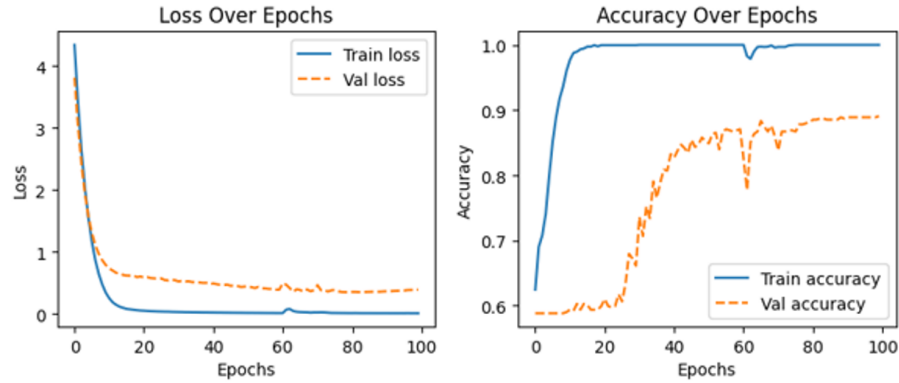 Loss Over Epochs
Train loss
Val loss
4
3
2
1
0
Loss
0 20 40 60 80 100
Epochs
Accuracy Over Epochs
1.0
0.9
0.8
0.7
0.6
Accuracy
Train accuracy
Val accuracy
0 20 40 60 80 100
Epochs